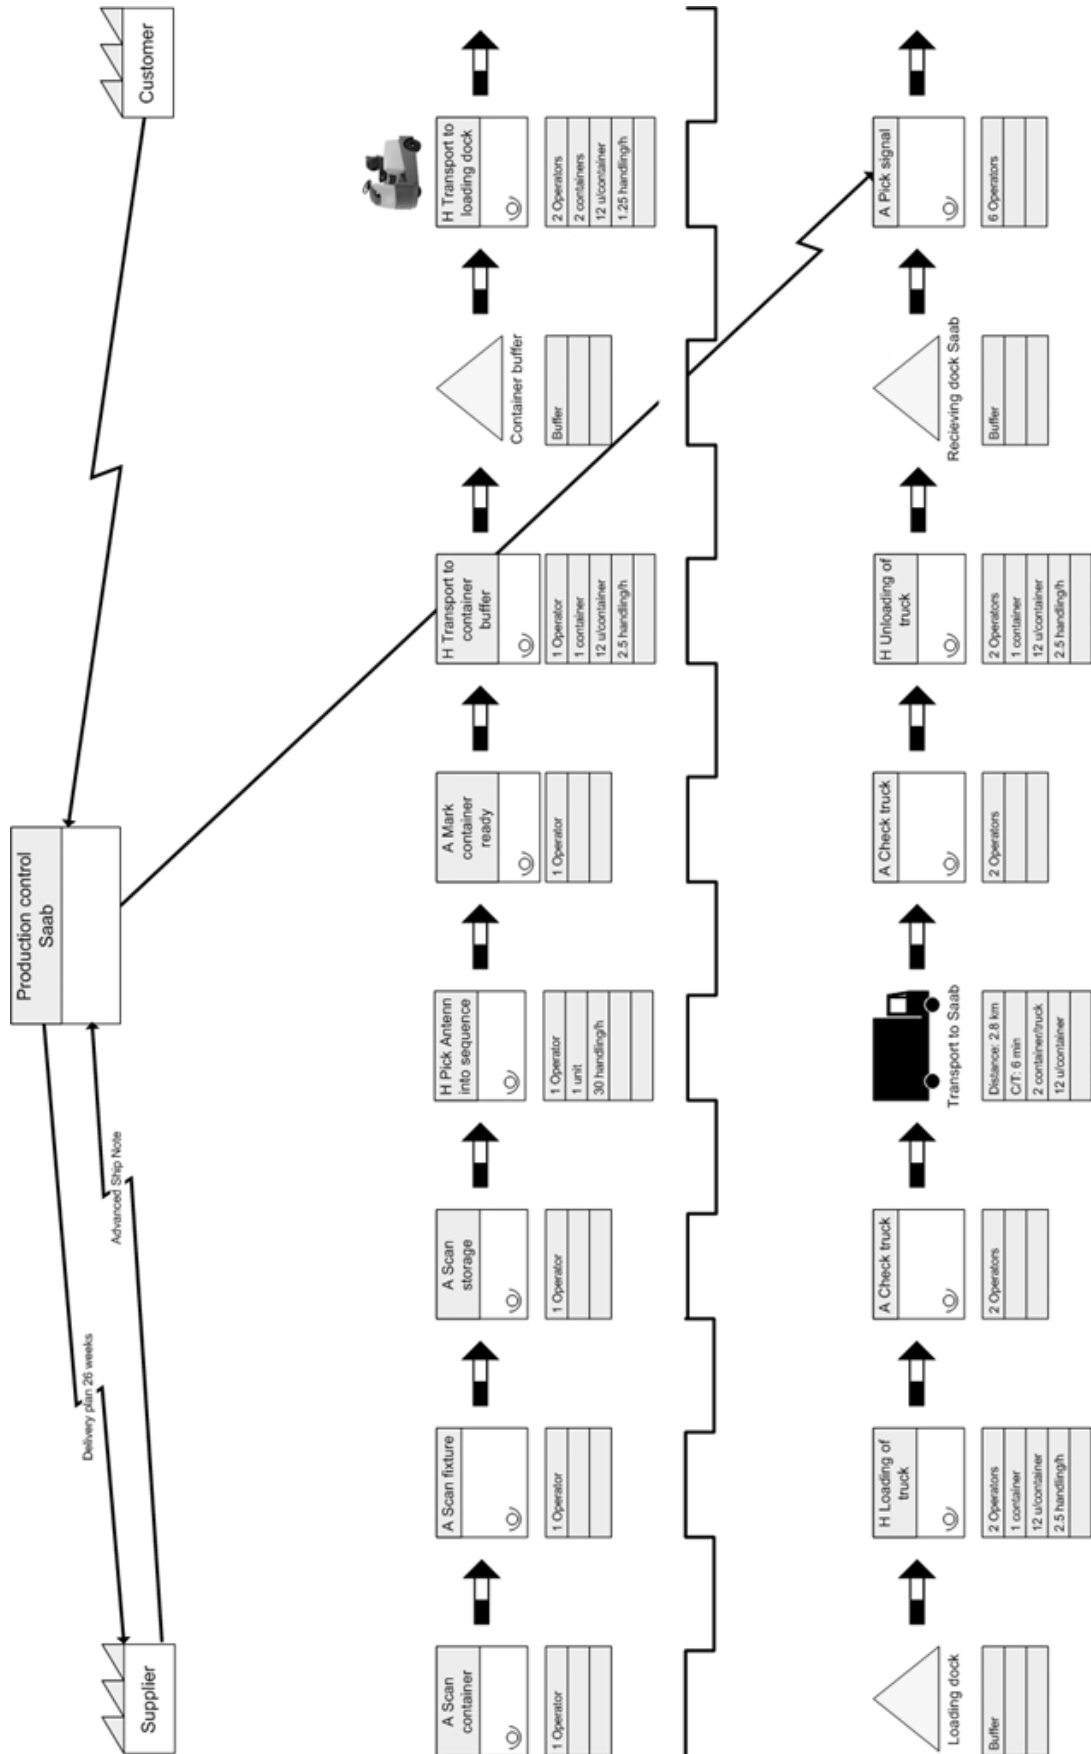 Supplier
Delivery plan 26 weeks
Advanced Ship Note
Production control
Saab
Customer
A Scan
container
1 Operator
A Scan fixture
1 Operator
A Scan
storage
1 Operator
H Pick Antenn
into sequence
1 Operator
1 unit
30 handling/h
A Mark
container
ready
1 Operator
H Transport to
container
buffer
1 Operator
1 container
12 u/container
2.5 handling/h
Container buffer
Buffer
H Transport to
loading dock
2 Operators
2 containers
12 u/container
1.25 handling/h
Loading dock
Buffer
H Loading of
truck
2 Operators
1 container
12 u/container
2.5 handling/h
A Check truck
2 Operators
Transport to Saab
Distance: 2.8 km
C/T: 6 min
2 container/truck
12 u/container
A Check truck
2 Operators
H Unloading of
truck
2 Operators
1 container
12 u/container
2.5 handling/h
Recieving dock Saab
Buffer
A Pick signal
6 Operators